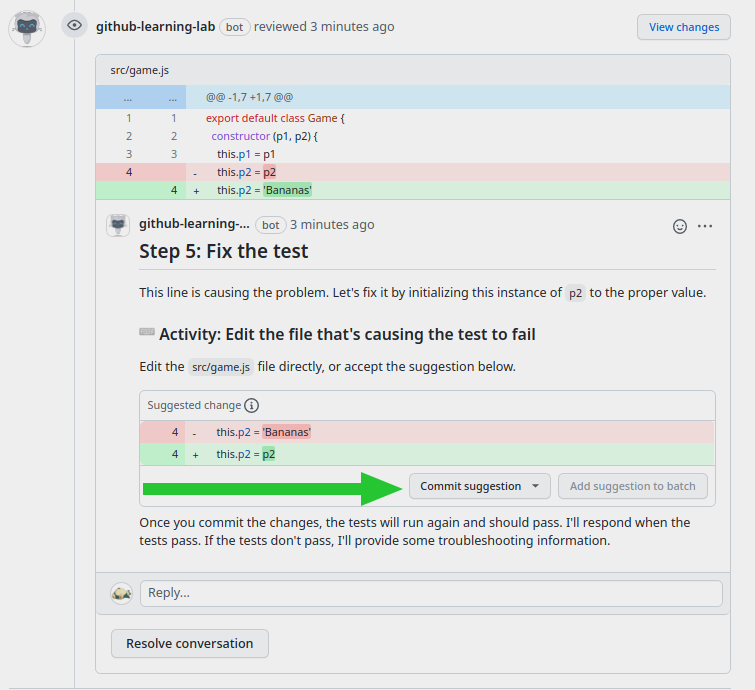 github-learning-lab bot reviewed 3 minutes ago View changes
src/game.js
... ... @@ -1,7 +1,7 @@
1 1 export default class Game {
2 2 constructor (p1, p2) {
3 3 this.p1 = p1
4 - this.p2 = p2
4 + this.p2 = 'Bananas'
github-learning-... bot 3 minutes ago
Step 5: Fix the test
This line is causing the problem. Let's fix it by initializing this instance of p2 to the proper value.
Activity: Edit the file that's causing the test to fail
Edit the src/game.js file directly, or accept the suggestion below.
Suggested change
4 - this.p2 = 'Bananas'
4 + this.p2 = p2
Commit suggestion Add suggestion to batch
Once you commit the changes, the tests will run again and should pass. I'll respond when the
tests pass. If the tests don't pass, I'll provide some troubleshooting information.
Reply...
Resolve conversation